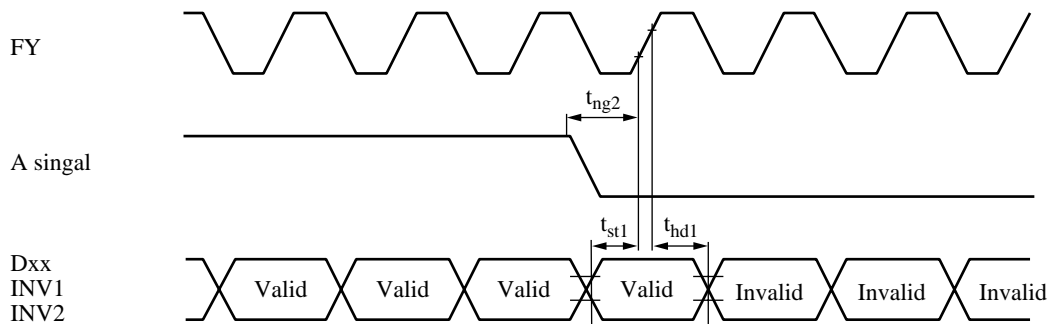 FY
t_ng2
A singal
t_st1 t_hd1
Dxx
INV1 Valid Valid Valid Valid Invalid Invalid Invalid
INV2